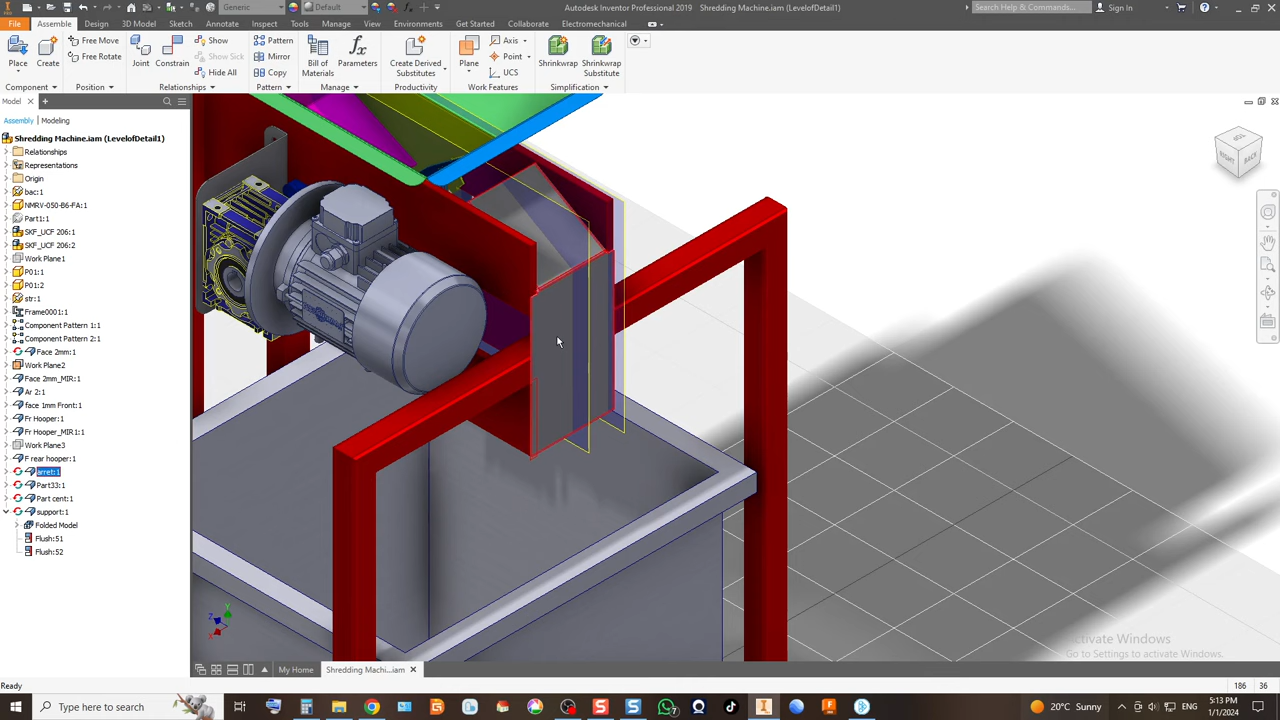 Generic
Default
Autodesk Inventor Professional 2019  Shredding Machine.iam (LevelofDetail1)
Search Help & Commands...
Sign In
File
Assemble
Design
3D Model
Sketch
Annotate
Inspect
Tools
Manage
View
Environments
Get Started
Collaborate
Electromechanical
Place
Create
Free Move
Free Rotate
Joint
Constrain
Show
Show Sick
Hide All
Pattern
Mirror
Copy
Bill of
Materials
Parameters
Create Derived
Substitutes
Plane
Axis
Point
UCS
Shrinkwrap
Shrinkwrap
Substitute
Component
Position
Relationships
Pattern
Manage
Productivity
Work Features
Simplification
Model
Assembly
Modeling
Shredding Machine.iam (LevelofDetail1)
Relationships
Representations
Origin
bac:1
NMRV-050-B6-FA:1
Part1:1
SKF_UCF 206:1
SKF_UCF 206:2
Work Plane1
P01:1
P01:2
str:1
Frame0001:1
Component Pattern 1:1
Component Pattern 2:1
Face 2mm:1
Work Plane2
Face 2mm_MIR:1
Ar 2:1
face 1mm Front:1
Fr Hooper:1
Fr Hooper_MIR1:1
Work Plane3
F rear hooper:1
arret:1
Part33:1
Part cent:1
support:1
Folded Model
Flush:51
Flush:52
RIGHT
BACK
Y
Z
X
Activate Windows
Go to Settings to activate Windows.
My Home
Shredding Machi...iam
Ready
186
36
Type here to search
20°C Sunny
5:13 PM
1/1/2024